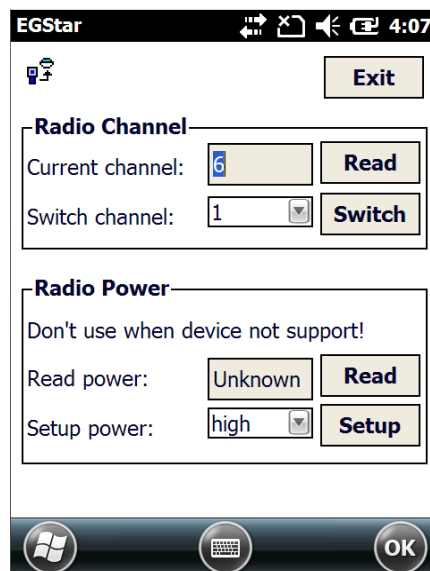 EGStar 4:07
Exit
Radio Channel
Current channel: 6 Read
Switch channel: 1 Switch
Radio Power
Don't use when device not support!
Read power: Unknown Read
Setup power: high Setup
OK